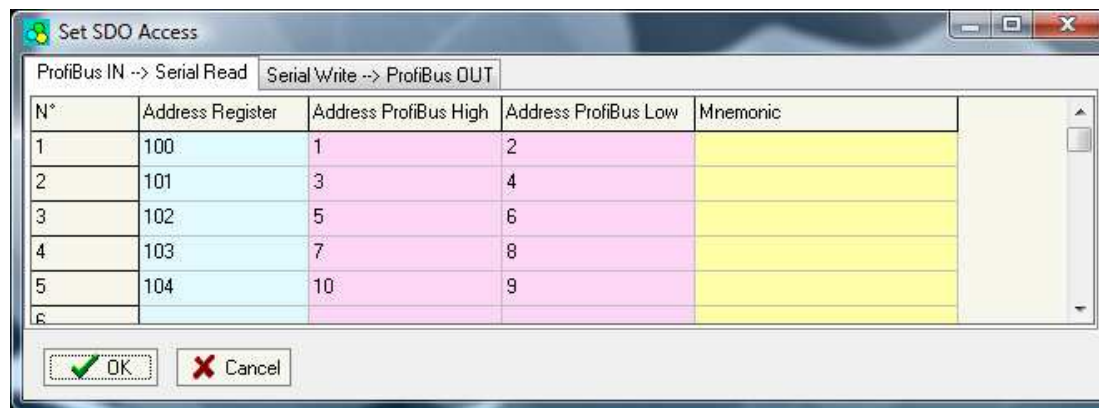 Set SDO Access
ProfiBus IN --> Serial Read Serial Write --> ProfiBus OUT
N° Address Register Address ProfiBus High Address ProfiBus Low Mnemonic
1 100 1 2
2 101 3 4
3 102 5 6
4 103 7 8
5 104 10 9
6
OK Cancel